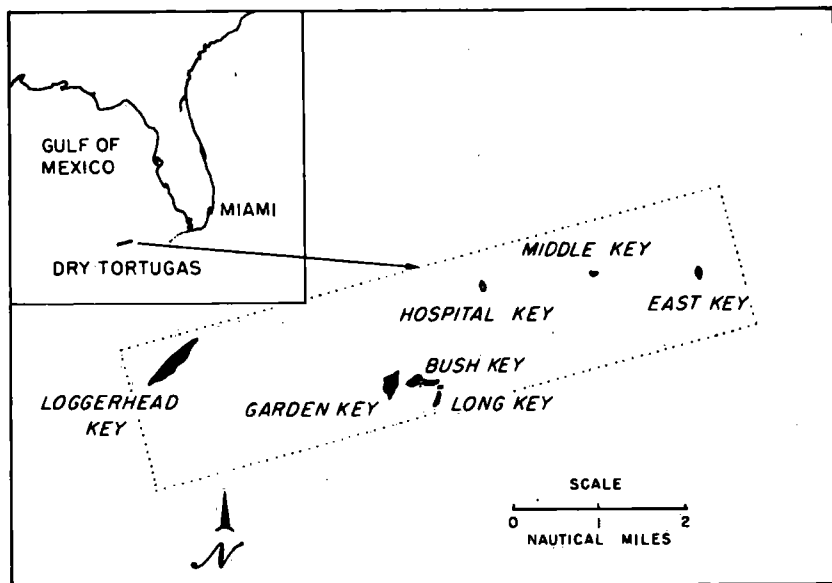 GULF OF
MEXICO
MIAMI
DRY TORTUGAS
MIDDLE KEY
HOSPITAL KEY
EAST KEY
BUSH KEY
LOGGERHEAD
KEY
GARDEN KEY
LONG KEY
SCALE
0 1 2
NAUTICAL MILES
N